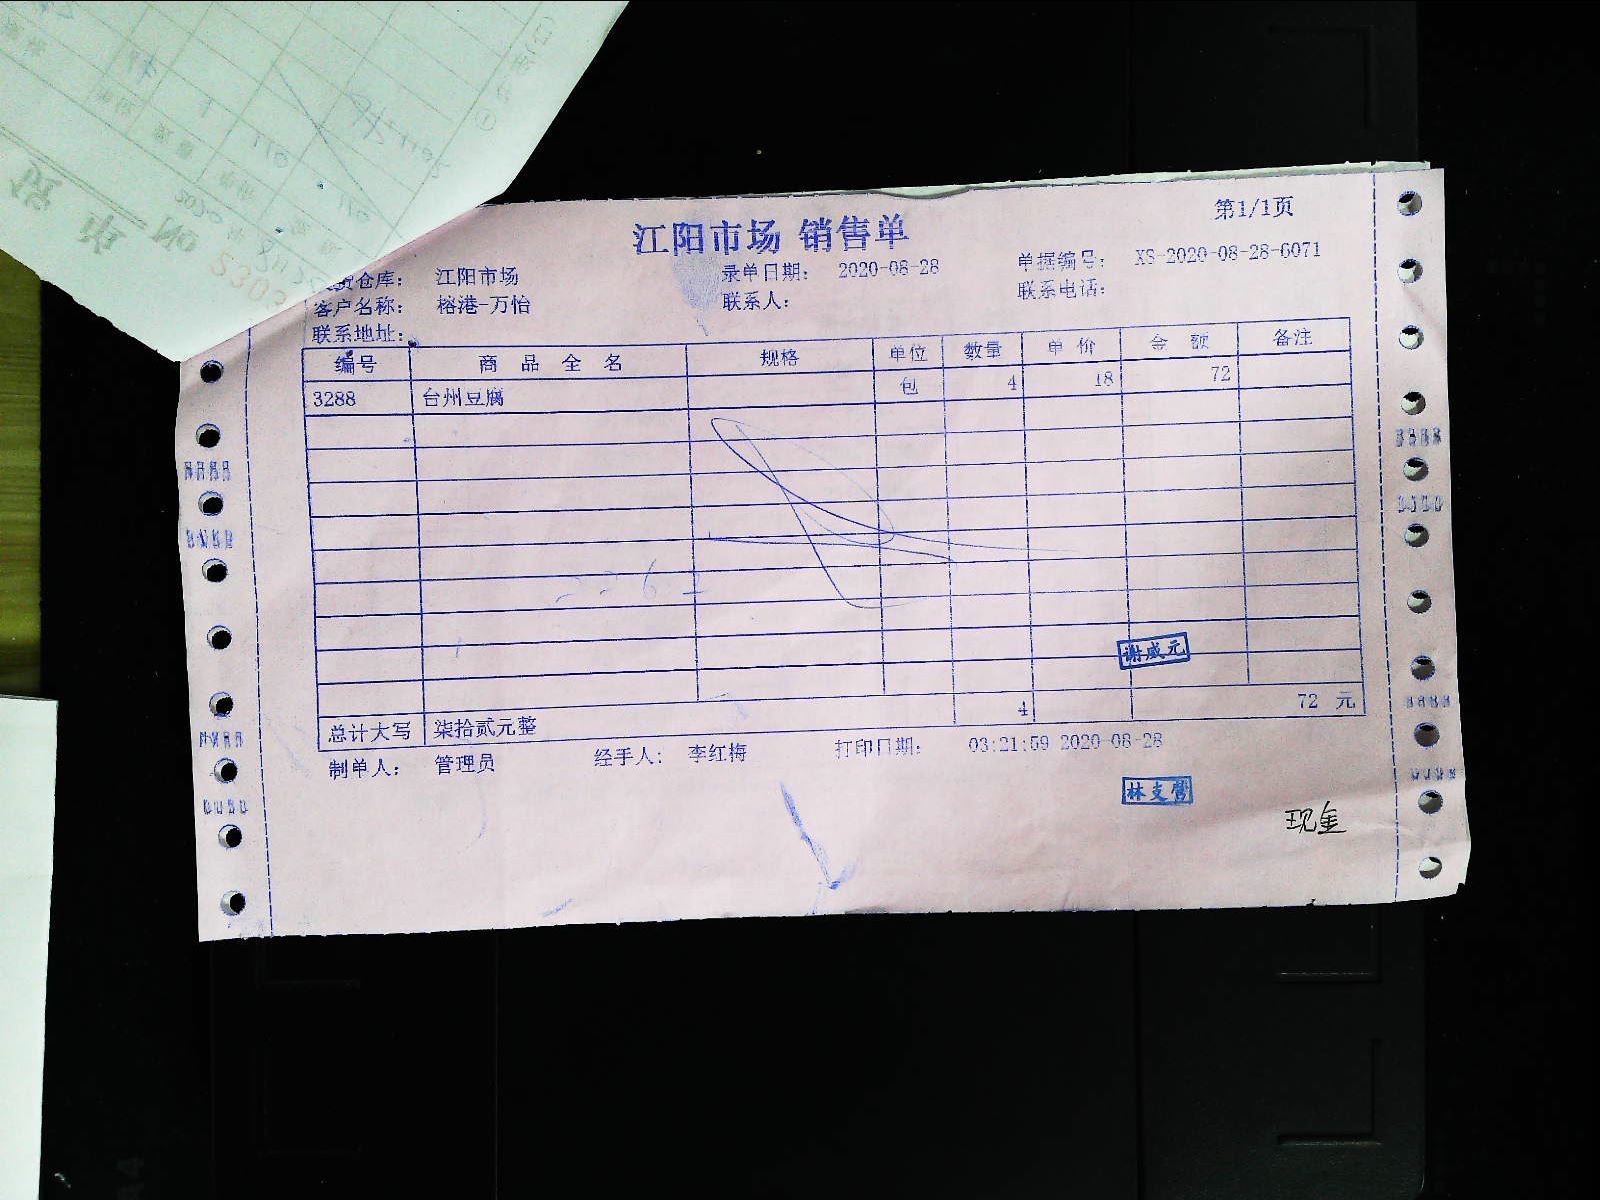 第1/1页
江阳市场 销售单
货仓库： 江阳市场 录单日期： 2020-08-28 单据编号： XS-2020-08-28-6071
客户名称： 榕港-万怡 联系人： 联系电话：
联系地址：
编号 商品全名 规格 单位 数量 单价 金额 备注
3288 台州豆腐 包 4 18 72
谢威元
总计大写 柒拾贰元整 4 72 元
制单人： 管理员 经手人： 李红梅 打印日期： 03:21:59 2020-08-28
林支营
现金